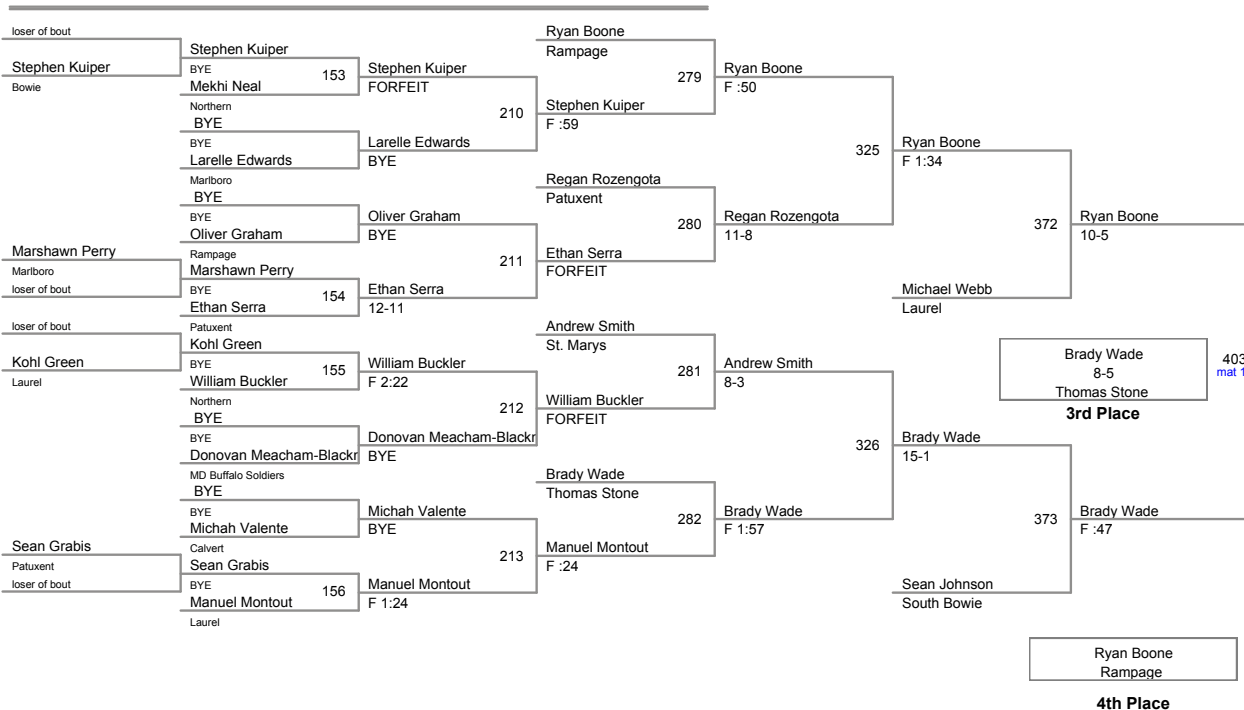 loser of bout
Stephen Kuiper
Bowie
Marshawn Perry
Marlboro
loser of bout
loser of bout
Kohl Green
Laurel
Sean Grabis
Patuxent
loser of bout
Stephen Kuiper
BYE
153
Mekhi Neal
Northern
BYE
BYE
Larelle Edwards
Marlboro
BYE
BYE
Oliver Graham
Rampage
Marshawn Perry
BYE
154
Ethan Serra
Patuxent
Kohl Green
BYE
155
William Buckler
Northern
BYE
BYE
Donovan Meacham-Blackr
MD Buffalo Soldiers
BYE
BYE
Michah Valente
Calvert
Sean Grabis
BYE
156
Manuel Montout
Laurel
Stephen Kuiper
FORFEIT
210
Larelle Edwards
BYE
Oliver Graham
BYE
211
Ethan Serra
12-11
William Buckler
F 2:22
212
Donovan Meacham-Blackr
BYE
Michah Valente
BYE
213
Manuel Montout
F 1:24
Ryan Boone
Rampage
279
Stephen Kuiper
F :59
Regan Rozengota
Patuxent
280
Ethan Serra
FORFEIT
Andrew Smith
St. Marys
281
William Buckler
FORFEIT
Brady Wade
Thomas Stone
282
Manuel Montout
F :24
Ryan Boone
F :50
325
Regan Rozengota
11-8
Andrew Smith
8-3
326
Brady Wade
F 1:57
Ryan Boone
F 1:34
372
Michael Webb
Laurel
Brady Wade
15-1
373
Sean Johnson
South Bowie
Ryan Boone
10-5
Brady Wade
F :47
Brady Wade
8-5
Thomas Stone
3rd Place
403
mat 1
Ryan Boone
Rampage
4th Place